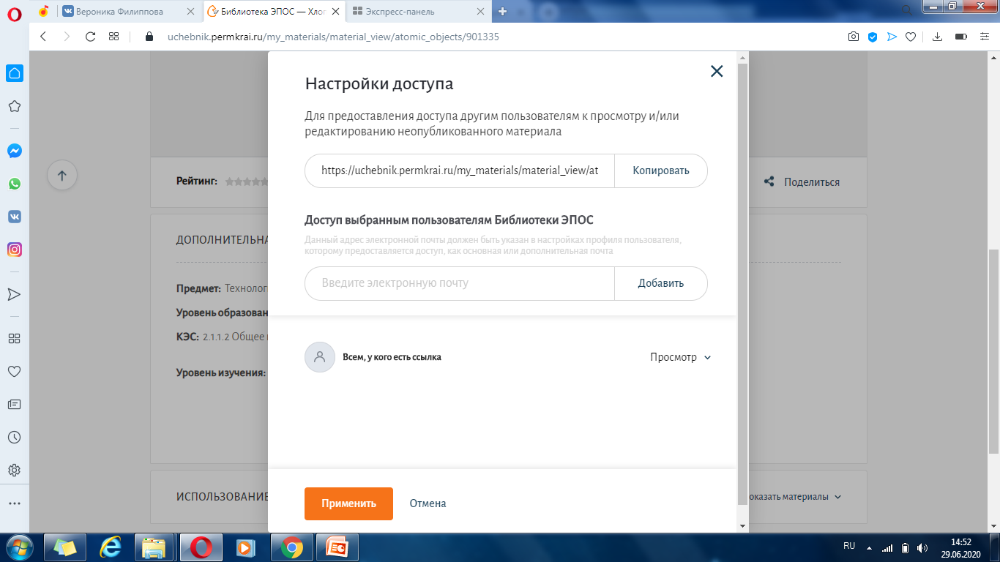 Вероника Филиппова
Библиотека ЭПОС — Хло
Экспресс-панель
uchebnik.permkrai.ru/my_materials/material_view/atomic_objects/901335
Настройки доступа
Для предоставления доступа другим пользователям к просмотру и/или
редактированию неопубликованного материала
https://uchebnik.permkrai.ru/my_materials/material_view/at
Копировать
Рейтинг:
Поделиться
Доступ выбранным пользователям Библиотеки ЭПОС
Данный адрес электронной почты должен быть указан в настройках профиля пользователя,
которому предоставляется доступ, как основная или дополнительная почта
ДОПОЛНИТЕЛЬНА
Введите электронную почту
Добавить
Предмет: Технолог
Уровень образован
КЭС: 2.1.1.2 Общее
Всем, у кого есть ссылка
Просмотр
Уровень изучения:
ИСПОЛЬЗОВАНИЕ
оказать материалы
Применить
Отмена
RU
14:52
29.06.2020